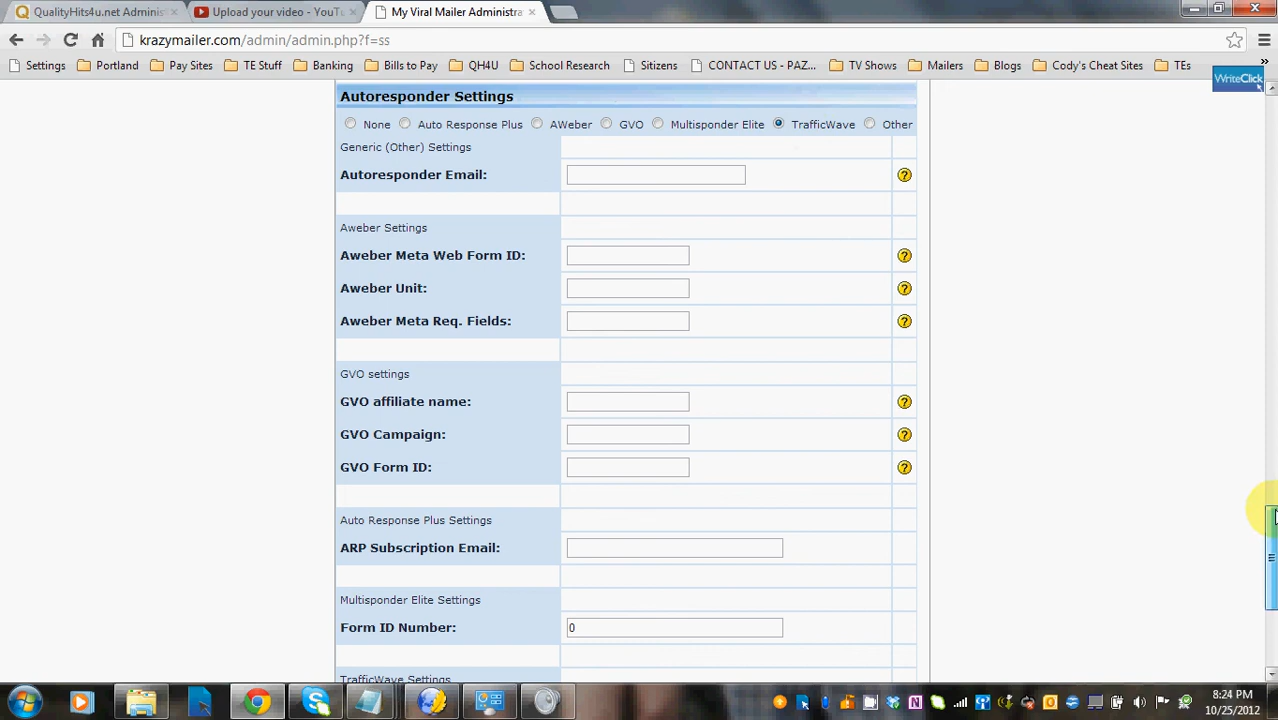 QualityHits4u.net Adminis
Upload your video - YouTu
My Viral Mailer Administra
krazymailer.com/admin/admin.php?f=ss
Settings
Portland
Pay Sites
TE Stuff
Banking
Bills to Pay
QH4U
School Research
Sitizens
CONTACT US - PAZ...
TV Shows
Mailers
Blogs
Cody's Cheat Sites
TEs
WriteClick
Autoresponder Settings
None Auto Response Plus AWeber GVO Multisponder Elite TrafficWave Other
Generic (Other) Settings
Autoresponder Email: ?
Aweber Settings
Aweber Meta Web Form ID: ?
Aweber Unit: ?
Aweber Meta Req. Fields: ?
GVO settings
GVO affiliate name: ?
GVO Campaign: ?
GVO Form ID: ?
Auto Response Plus Settings
ARP Subscription Email:
Multisponder Elite Settings
Form ID Number: 0
TrafficWave Settings
8:24 PM
10/25/2012